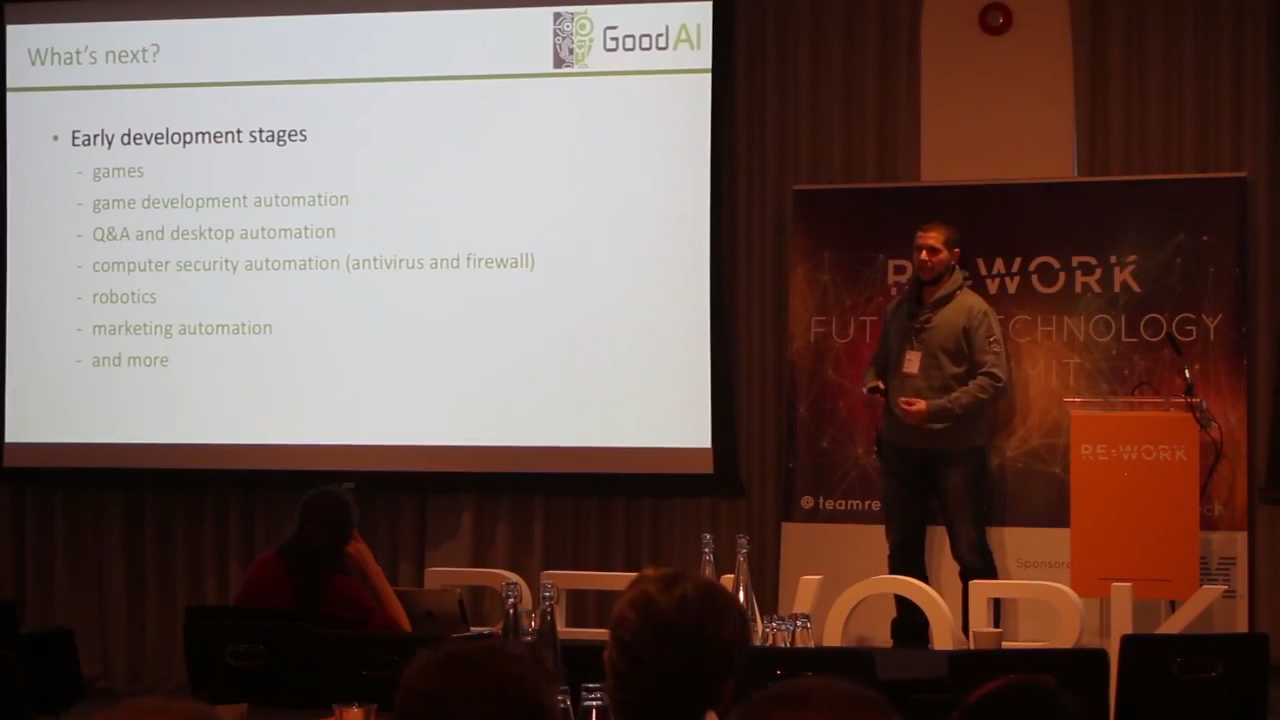 What's next?
GoodAI
• Early development stages
- games
- game development automation
- Q&A and desktop automation
- computer security automation (antivirus and firewall)
- robotics
- marketing automation
- and more
RE:WORK
FUT ECHNOLOGY
MIT
@teamre
Sponsore
RE:WORK